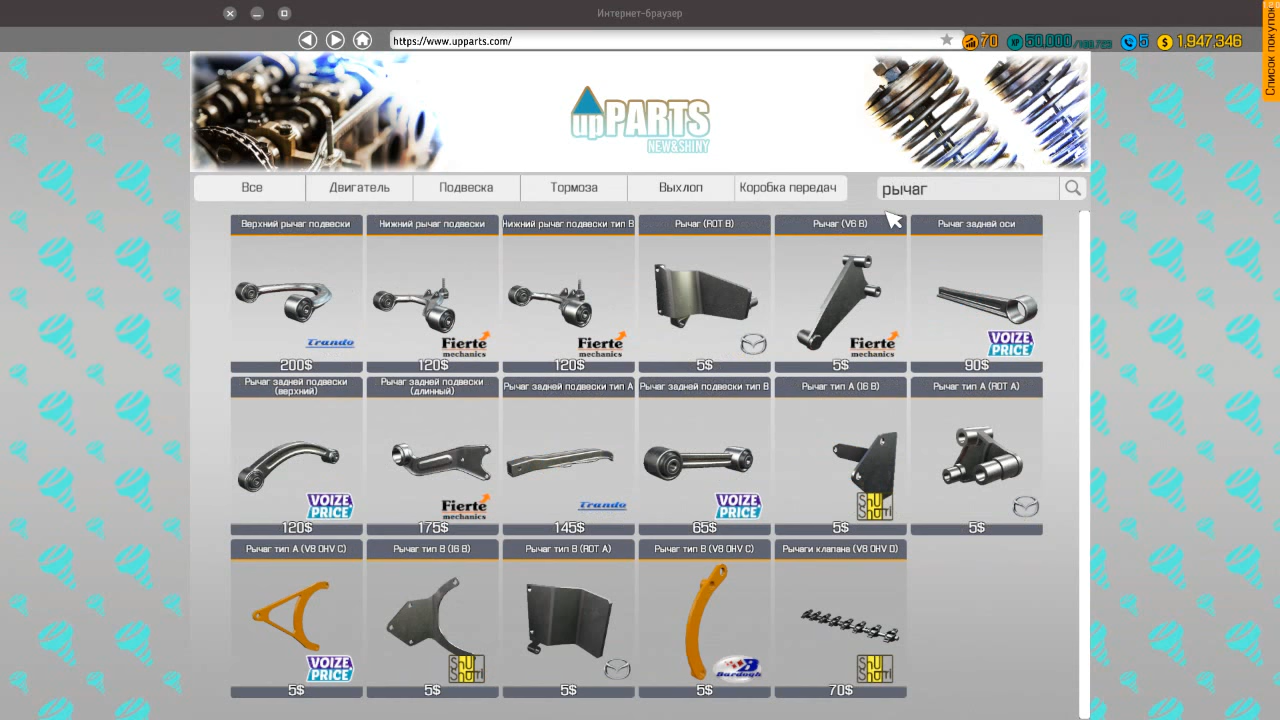 Интернет-браузер
https://www.upparts.com/
70
XP 50,000
5
$ 1,947,346
Список покупок
upPARTS
NEW&SHINY
Все
Двигатель
Подвеска
Тормоза
Выхлоп
Коробка передач
рычаг
Верхний рычаг подвески
Нижний рычаг подвески
Нижний рычаг подвески тип B
Рычаг (ROT B)
Рычаг (V6 B)
Рычаг задней оси
Trando
Fierte
mechanics
Fierte
mechanics
Fierte
mechanics
VOIZE
PRICE
200$
120$
120$
5$
5$
90$
Рычаг задней подвески
(верхний)
Рычаг задней подвески
(длинный)
Рычаг задней подвески тип A
Рычаг задней подвески тип B
Рычаг тип A (I6 B)
Рычаг тип A (ROT A)
VOIZE
PRICE
Fierte
mechanics
Trando
VOIZE
PRICE
120$
175$
145$
65$
5$
5$
Рычаг тип A (V8 OHV C)
Рычаг тип B (I6 B)
Рычаг тип B (ROT A)
Рычаг тип B (V8 OHV C)
Рычаги клапана (V8 OHV D)
VOIZE
PRICE
5$
5$
5$
5$
70$